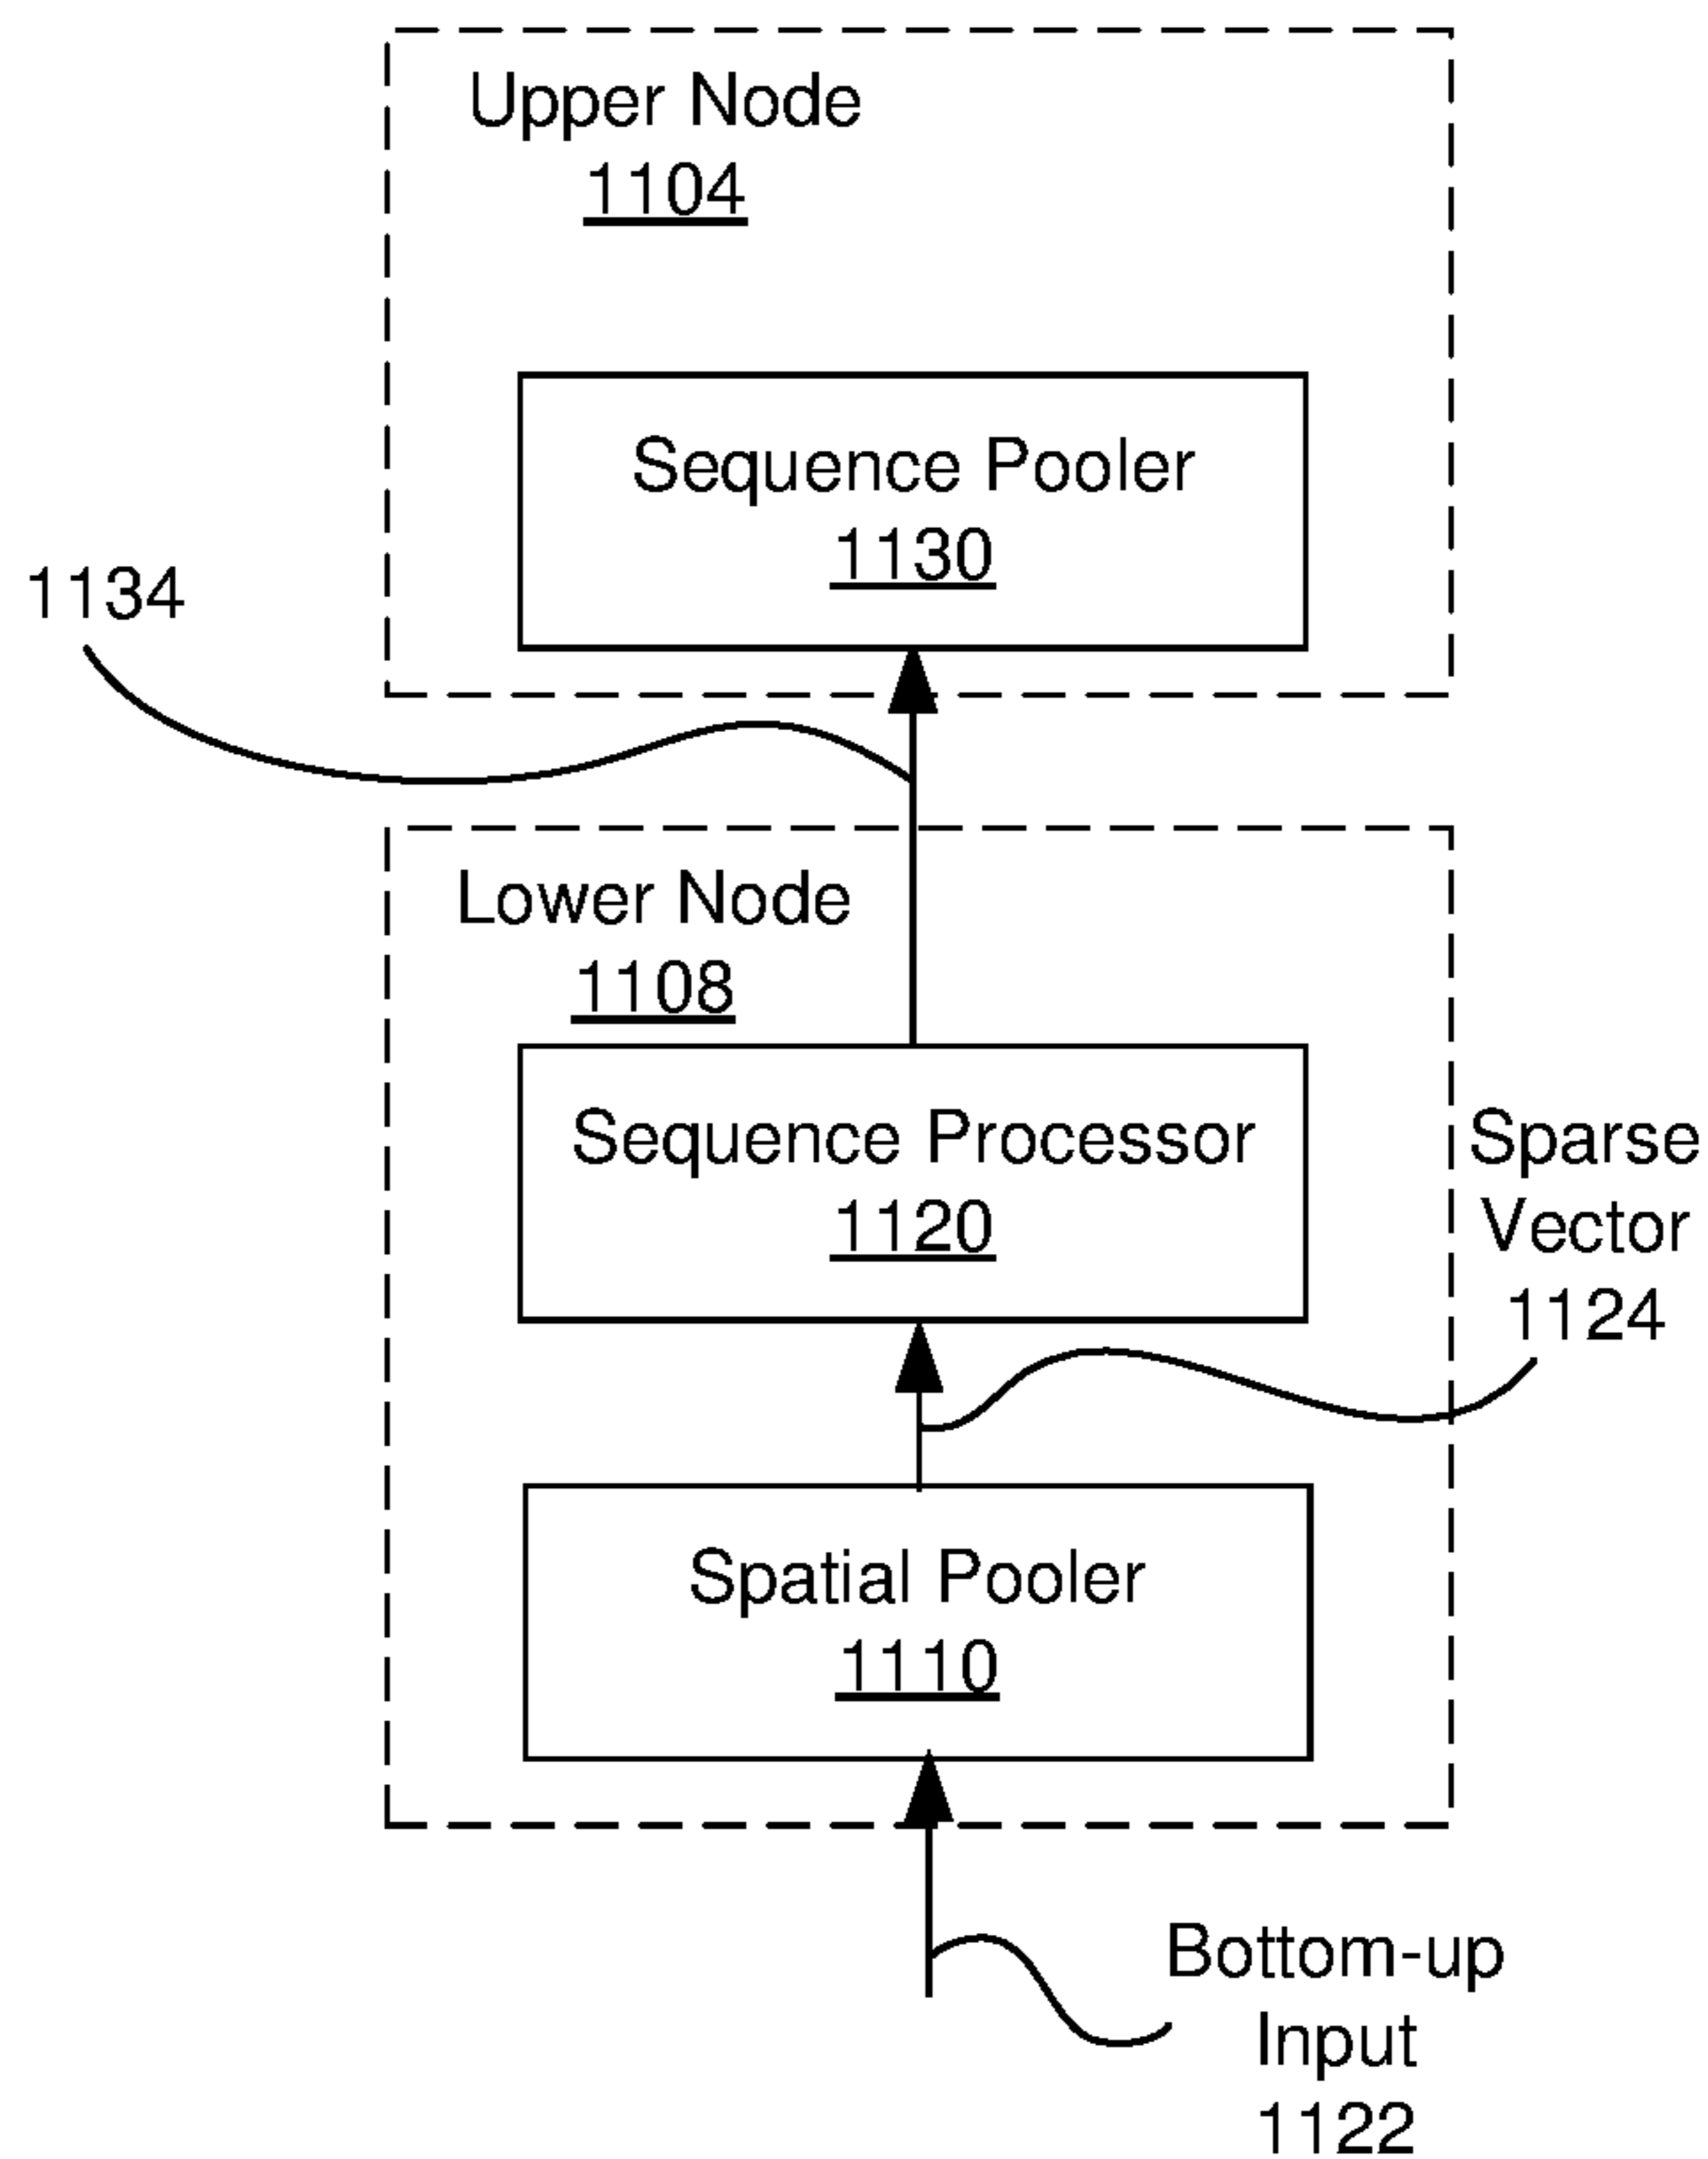 Upper Node
1104
Sequence Pooler
1130
1134
Lower Node
1108
Sequence Processor
1120
Sparse
Vector
1124
Spatial Pooler
1110
Bottom-up
Input
1122